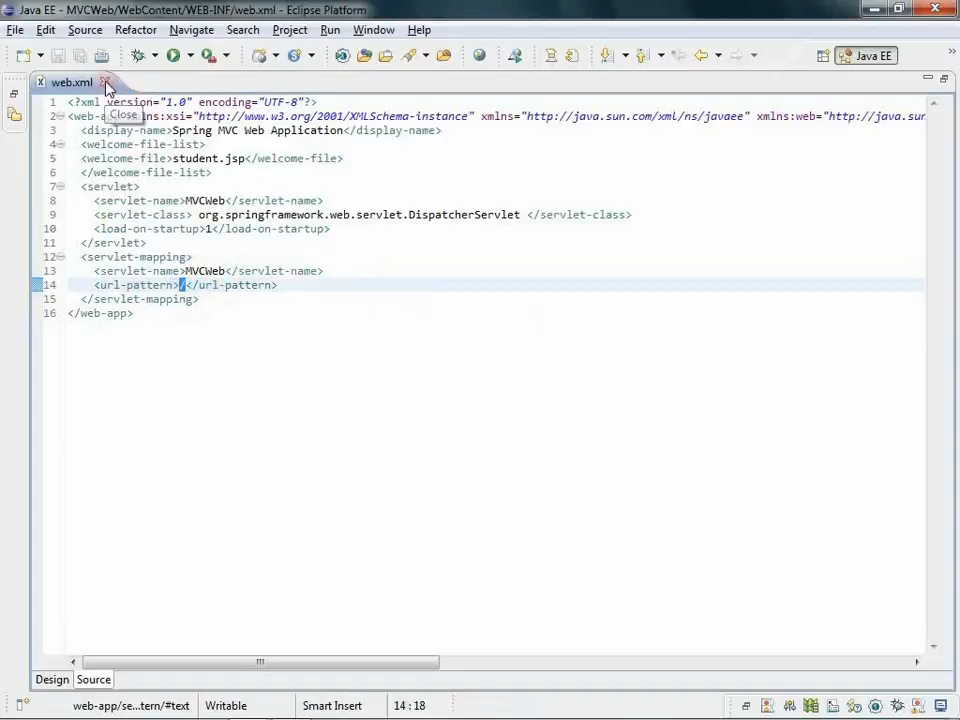 Java EE - MVCWeb/WebContent/WEB-INF/web.xml - Eclipse Platform
File Edit Source Refactor Navigate Search Project Run Window Help
Java EE
web.xml
Close
1 <?xml version="1.0" encoding="UTF-8"?>
2 <web-a ns:xsi="http://www.w3.org/2001/XMLSchema-instance" xmlns="http://java.sun.com/xml/ns/javaee" xmlns:web="http://java.sun
3 <display-name>Spring MVC Web Application</display-name>
4 <welcome-file-list>
5 <welcome-file>student.jsp</welcome-file>
6 </welcome-file-list>
7 <servlet>
8 <servlet-name>MVCWeb</servlet-name>
9 <servlet-class> org.springframework.web.servlet.DispatcherServlet </servlet-class>
10 <load-on-startup>1</load-on-startup>
11 </servlet>
12 <servlet-mapping>
13 <servlet-name>MVCWeb</servlet-name>
14 <url-pattern>/</url-pattern>
15 </servlet-mapping>
16 </web-app>
Design Source
web-app/se...tern/#text Writable Smart Insert 14 : 18